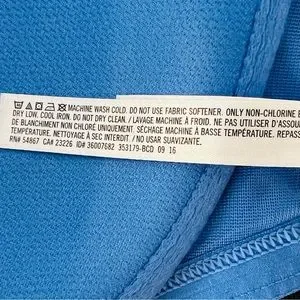 MACHINE WASH COLD. DO NOT USE FABRIC SOFTENER. ONLY NON-CHLORINE B
DRY LOW. COOL IRON. DO NOT DRY CLEAN. / LAVAGE MACHINE À FROID. NE PAS UTILISER D'ASSOU
DE BLANCHIMENT NON CHLORÉ UNIQUEMENT. SÉCHAGE MACHINE À BASSE TEMPÉRATURE. REPASS
TEMPÉRATURE. NETTOYAGE À SEC INTERDIT. / NO USAR SUAVIZANTE.
RN# 54867 CA# 23226 ID# 36007682 353179-BCD 09 16